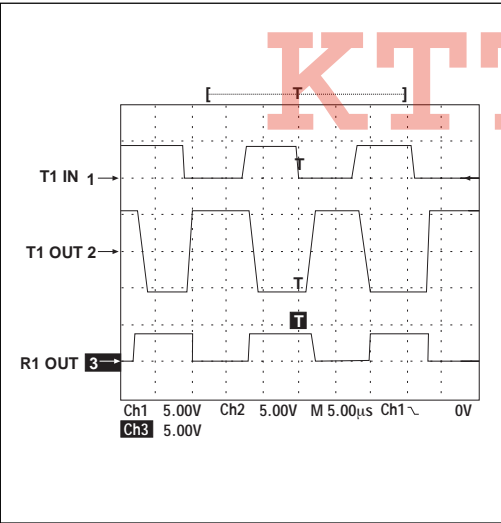 KT
[ T ]
T
T1 IN 1
T1 OUT 2
T
T
R1 OUT 3
Ch1 5.00V Ch2 5.00V M 5.00µs Ch1 0V
Ch3 5.00V